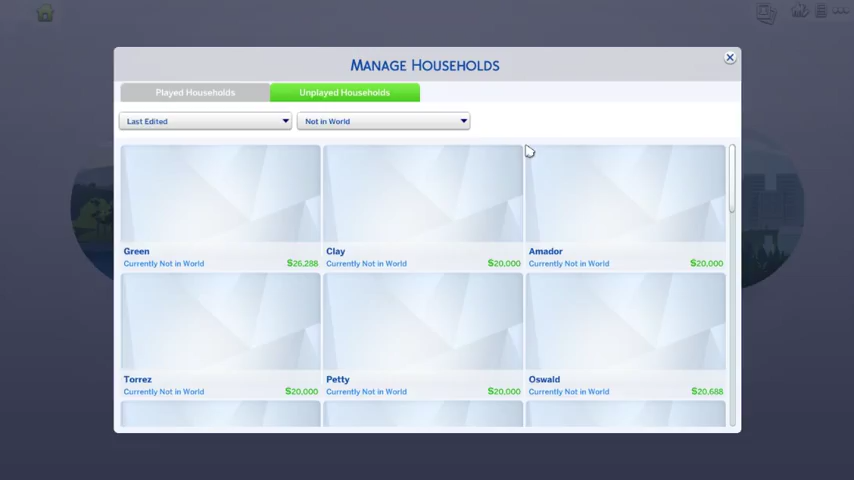 MANAGE HOUSEHOLDS
Played Households
Unplayed Households
Last Edited
Not in World
Green
Currently Not in World
$26,288
Clay
Currently Not in World
$20,000
Amador
Currently Not in World
$20,000
Torrez
Currently Not in World
$20,000
Petty
Currently Not in World
$20,000
Oswald
Currently Not in World
$20,688